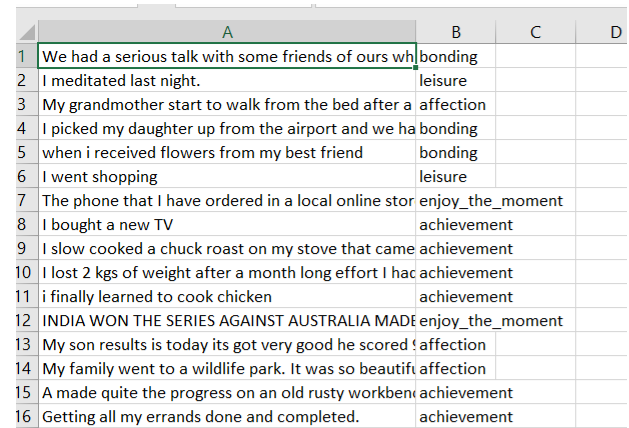 A B C D
1 We had a serious talk with some friends of ours wh bonding
2 I meditated last night. leisure
3 My grandmother start to walk from the bed after a affection
4 I picked my daughter up from the airport and we ha bonding
5 when i received flowers from my best friend bonding
6 I went shopping leisure
7 The phone that I have ordered in a local online stor enjoy_the_moment
8 I bought a new TV achievement
9 I slow cooked a chuck roast on my stove that came achievement
10 I lost 2 kgs of weight after a month long effort I had achievement
11 i finally learned to cook chicken achievement
12 INDIA WON THE SERIES AGAINST AUSTRALIA MADE enjoy_the_moment
13 My son results is today its got very good he scored affection
14 My family went to a wildlife park. It was so beautifu affection
15 A made quite the progress on an old rusty workben achievement
16 Getting all my errands done and completed. achievement